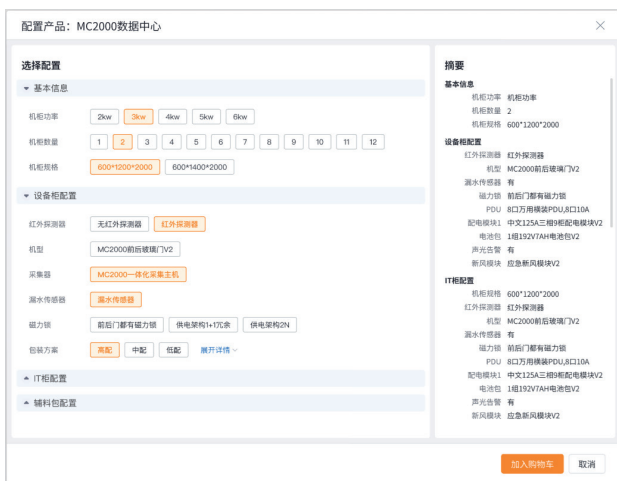 配置产品：MC2000数据中心
选择配置
基本信息
机柜功率 2kw 3kw 4kw 5kw 6kw
机柜数量 1 2 3 4 5 6 7 8 9 10 11 12
机柜规格 600*1200*2000 600*1400*2000
设备柜配置
红外探测器 无红外探测器 红外探测器
机型 MC2000前后玻璃门V2
采集器 MC2000一体化采集主机
漏水传感器 漏水传感器
磁力锁 前后门都有磁力锁 供电架构1+1冗余 供电架构2N
包装方案 高配 中配 低配 展开详情
IT柜配置
辅料包配置
摘要
基本信息
机柜功率 机柜功率
机柜数量 2
机柜规格 600*1200*2000
设备柜配置
红外探测器 红外探测器
机型 MC2000前后玻璃门V2
漏水传感器 有
磁力锁 前后门都有磁力锁
PDU 8口万用横装PDU,8口10A
配电模块1 中文125A三相9柜配电模块V2
电池包 1组192V7AH电池包V2
声光告警 有
新风模块 应急新风模块V2
IT柜配置
机柜规格 600*1200*2000
红外探测器 红外探测器
机型 MC2000前后玻璃门V2
漏水传感器 有
磁力锁 前后门都有磁力锁
PDU 8口万用横装PDU,8口10A
配电模块1 中文125A三相9柜配电模块V2
电池包 1组192V7AH电池包V2
声光告警 有
新风模块 应急新风模块V2
加入购物车 取消